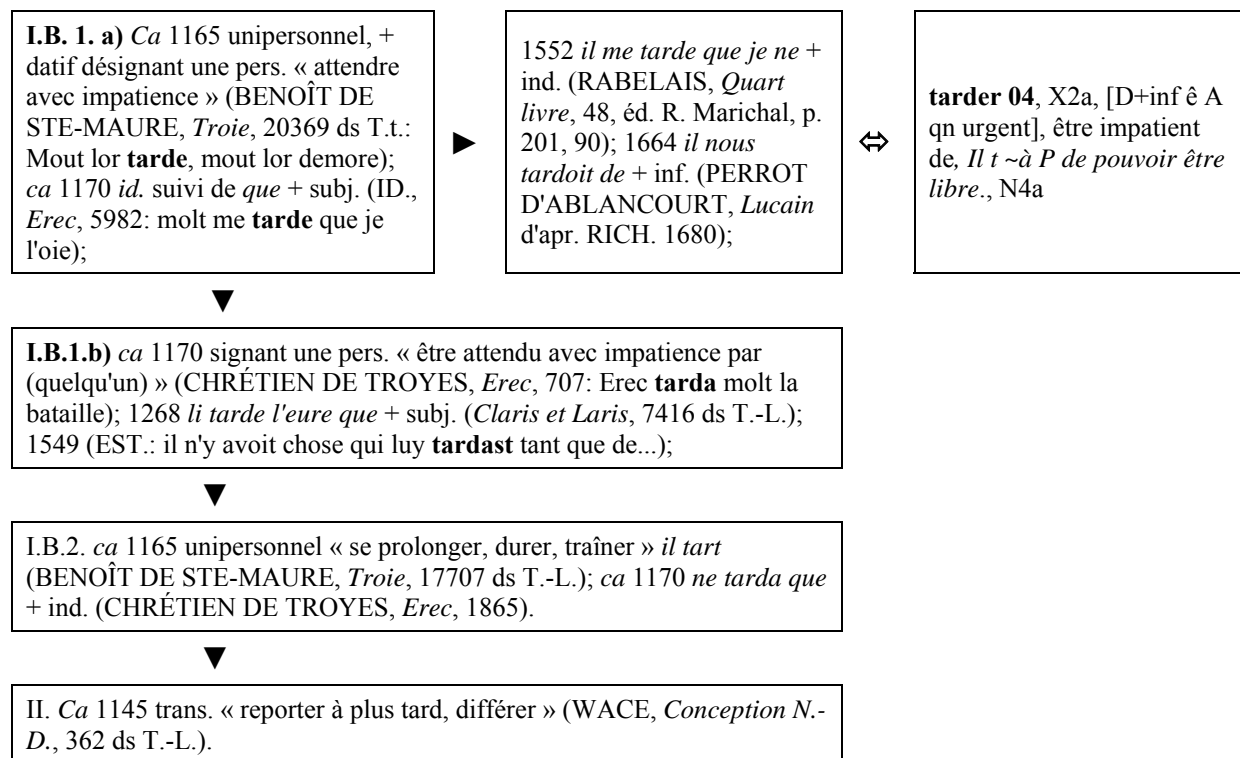 I.B. 1. a) Ca 1165 unipersonnel, +
datif désignant une pers. « attendre
avec impatience » (BENOÎT DE
STE-MAURE, Troie, 20369 ds T.t.:
Mout lor tarde, mout lor demore);
ca 1170 id. suivi de que + subj. (ID.,
Erec, 5982: molt me tarde que je
l'oie);
►
1552 il me tarde que je ne +
ind. (RABELAIS, Quart
livre, 48, éd. R. Marichal, p.
201, 90); 1664 il nous
tardoit de + inf. (PERROT
D'ABLANCOURT, Lucain
d'apr. RICH. 1680);
⇔
tarder 04, X2a, [D+inf ê A
qn urgent], être impatient
de, Il t ~à P de pouvoir être
libre., N4a
▼
I.B.1.b) ca 1170 signant une pers. « être attendu avec impatience par
(quelqu'un) » (CHRÉTIEN DE TROYES, Erec, 707: Erec tarda molt la
bataille); 1268 li tarde l'eure que + subj. (Claris et Laris, 7416 ds T.-L.);
1549 (EST.: il n'y avoit chose qui luy tardast tant que de...);
▼
I.B.2. ca 1165 unipersonnel « se prolonger, durer, traîner » il tart
(BENOÎT DE STE-MAURE, Troie, 17707 ds T.-L.); ca 1170 ne tarda que
+ ind. (CHRÉTIEN DE TROYES, Erec, 1865).
▼
II. Ca 1145 trans. « reporter à plus tard, différer » (WACE, Conception N.-
D., 362 ds T.-L.).